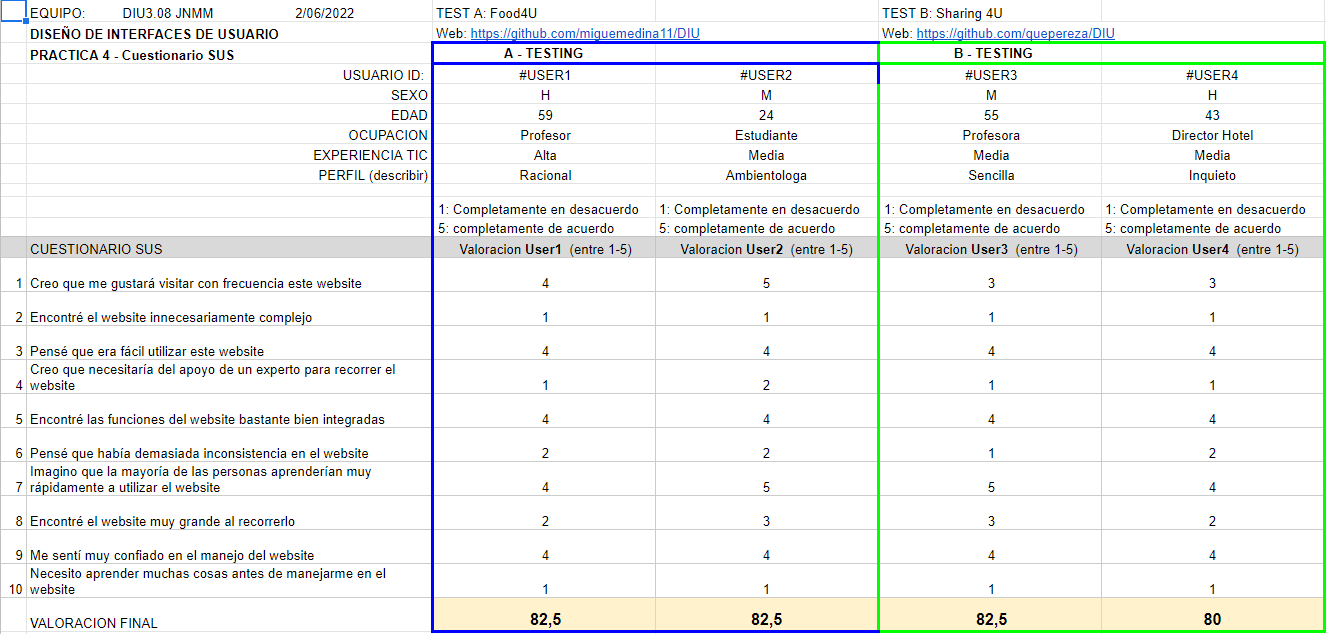 EQUIPO: DIU3.08 JNMM 2/06/2022 TEST A: Food4U TEST B: Sharing 4U
DISEÑO DE INTERFACES DE USUARIO Web: https://github.com/miguemedina11/DIU Web: https://github.com/quepereza/DIU
PRACTICA 4 - Cuestionario SUS A - TESTING B - TESTING
USUARIO ID: #USER1 #USER2 #USER3 #USER4
SEXO H M M H
EDAD 59 24 55 43
OCUPACION Profesor Estudiante Profesora Director Hotel
EXPERIENCIA TIC Alta Media Media Media
PERFIL (describir) Racional Ambientologa Sencilla Inquieto
1: Completamente en desacuerdo 1: Completamente en desacuerdo 1: Completamente en desacuerdo 1: Completamente en desacuerdo
5: completamente de acuerdo 5: completamente de acuerdo 5: completamente de acuerdo 5: completamente de acuerdo
CUESTIONARIO SUS Valoracion User1 (entre 1-5) Valoracion User2 (entre 1-5) Valoracion User3 (entre 1-5) Valoracion User4 (entre 1-5)
1 Creo que me gustará visitar con frecuencia este website 4 5 3 3
2 Encontré el website innecesariamente complejo 1 1 1 1
3 Pensé que era fácil utilizar este website 4 4 4 4
Creo que necesitaría del apoyo de un experto para recorrer el
4 website 1 2 1 1
5 Encontré las funciones del website bastante bien integradas 4 4 4 4
6 Pensé que había demasiada inconsistencia en el website 2 2 1 2
Imagino que la mayoría de las personas aprenderían muy
7 rápidamente a utilizar el website 4 5 5 4
8 Encontré el website muy grande al recorrerlo 2 3 3 2
9 Me sentí muy confiado en el manejo del website 4 4 4 4
Necesito aprender muchas cosas antes de manejarme en el
10 website 1 1 1 1
VALORACION FINAL 82,5 82,5 82,5 80